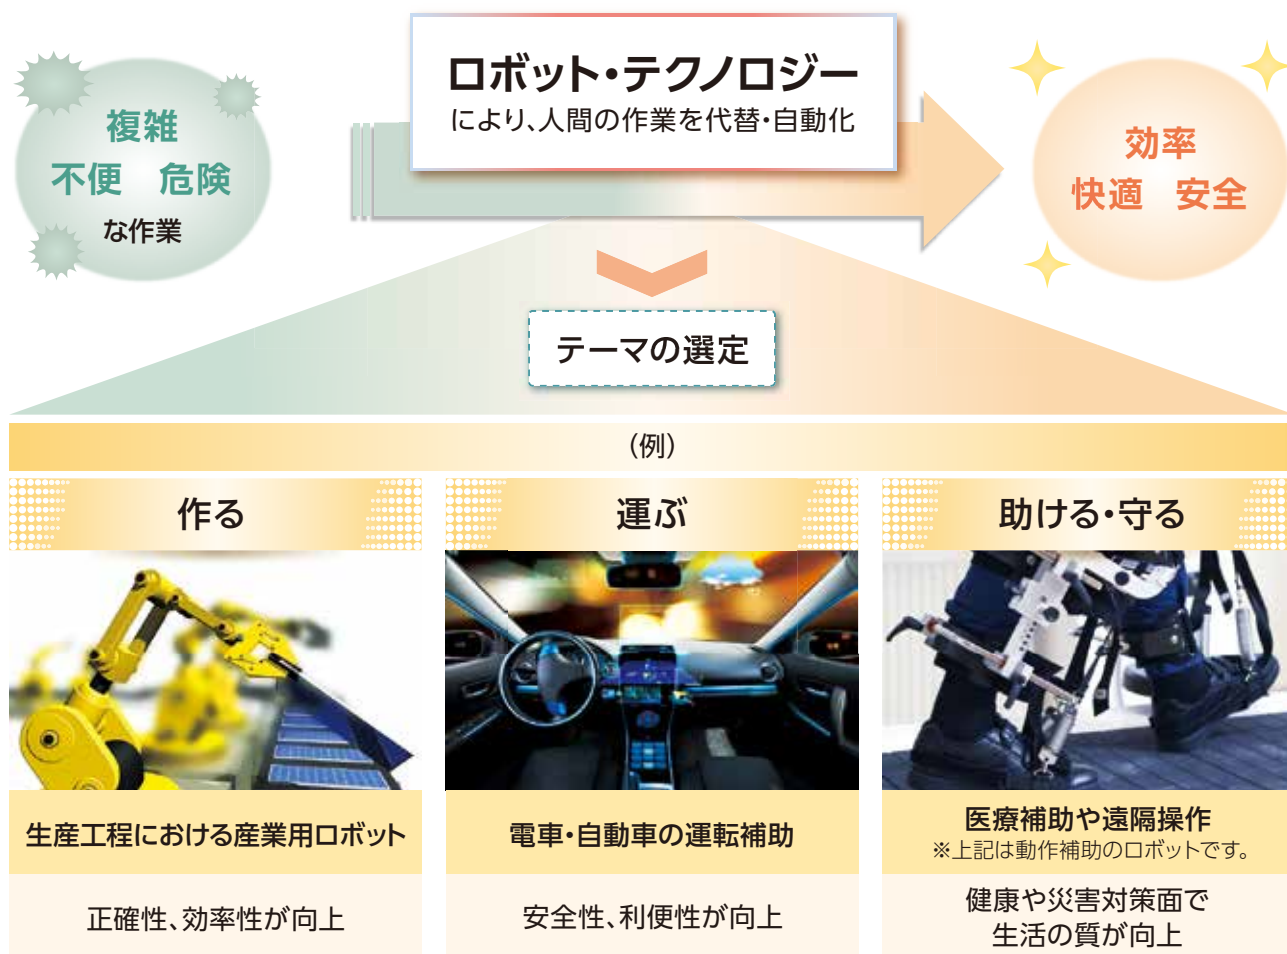 ロボット・テクノロジー
により、人間の作業を代替・自動化
複雑
不便 危険
な作業
効率
快適 安全
テーマの選定
(例)
作る
運ぶ
助ける・守る
生産工程における産業用ロボット
電車・自動車の運転補助
医療補助や遠隔操作
※上記は動作補助のロボットです。
正確性、効率性が向上
安全性、利便性が向上
健康や災害対策面で
生活の質が向上